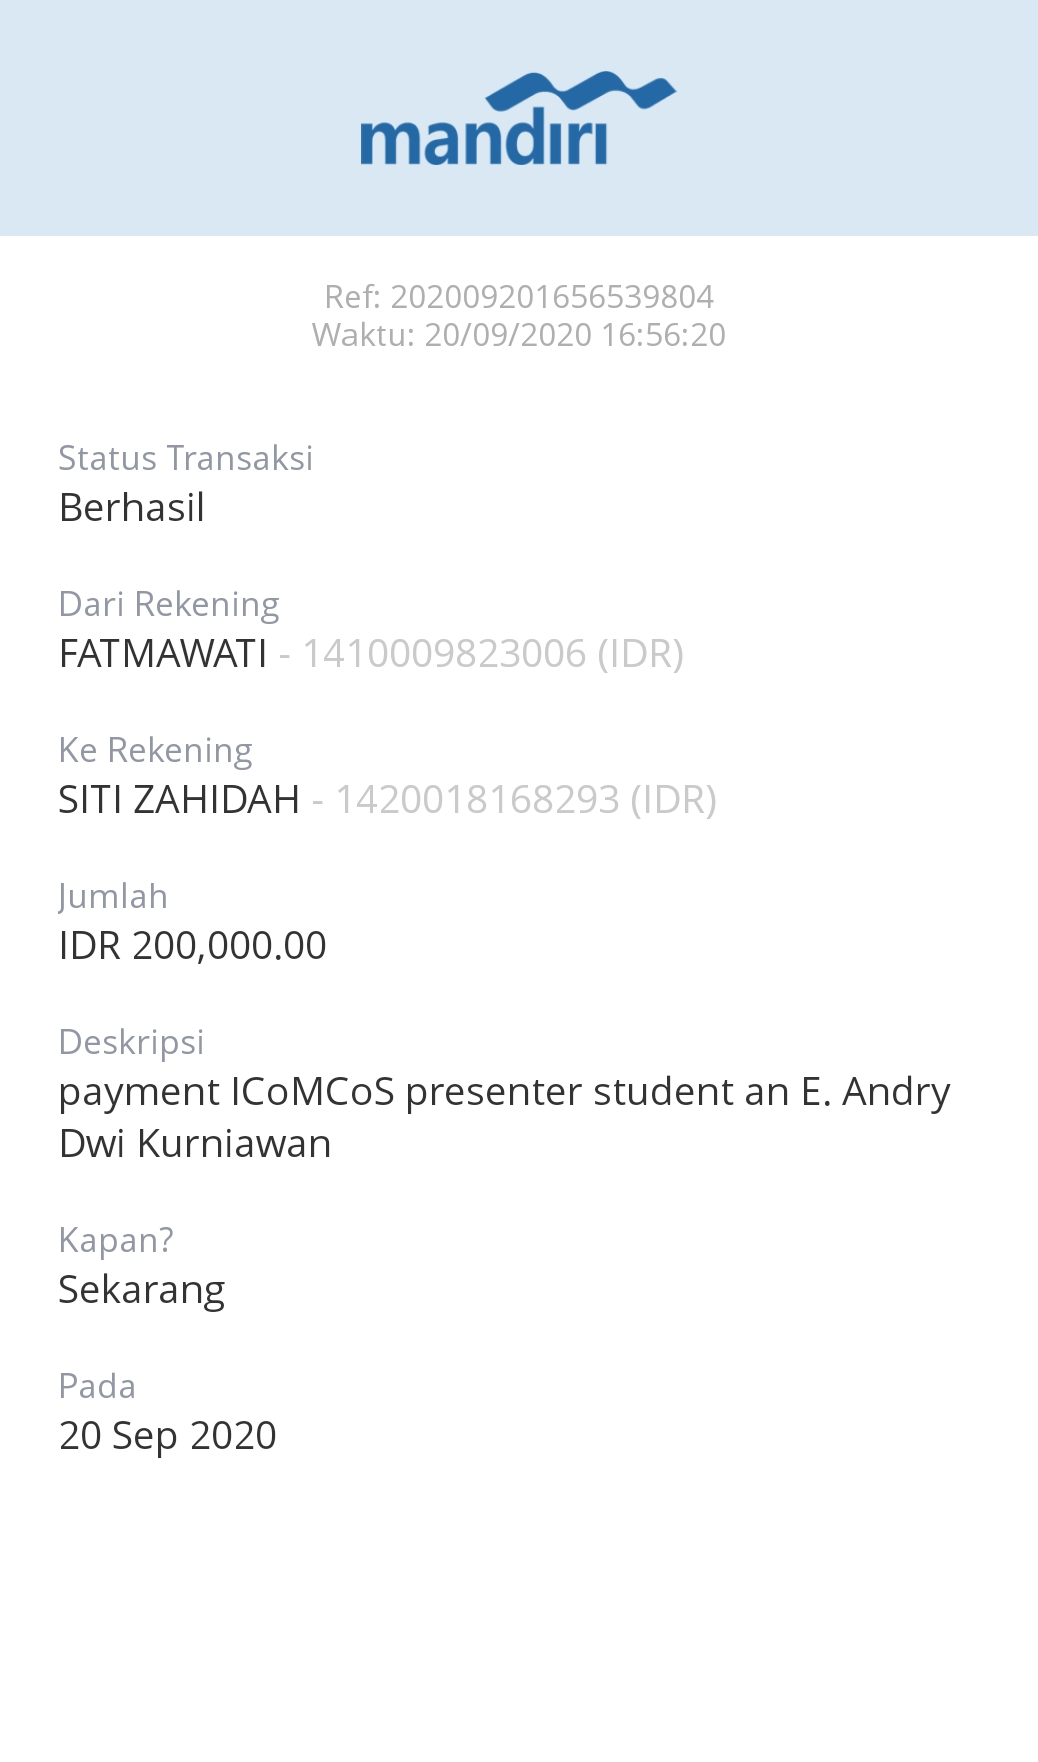 mandırı
Ref: 202009201656539804
Waktu: 20/09/2020 16:56:20
Status Transaksi
Berhasil
Dari Rekening
FATMAWATI - 1410009823006 (IDR)
Ke Rekening
SITI ZAHIDAH - 1420018168293 (IDR)
Jumlah
IDR 200,000.00
Deskripsi
payment ICoMCoS presenter student an E. Andry
Dwi Kurniawan
Kapan?
Sekarang
Pada
20 Sep 2020